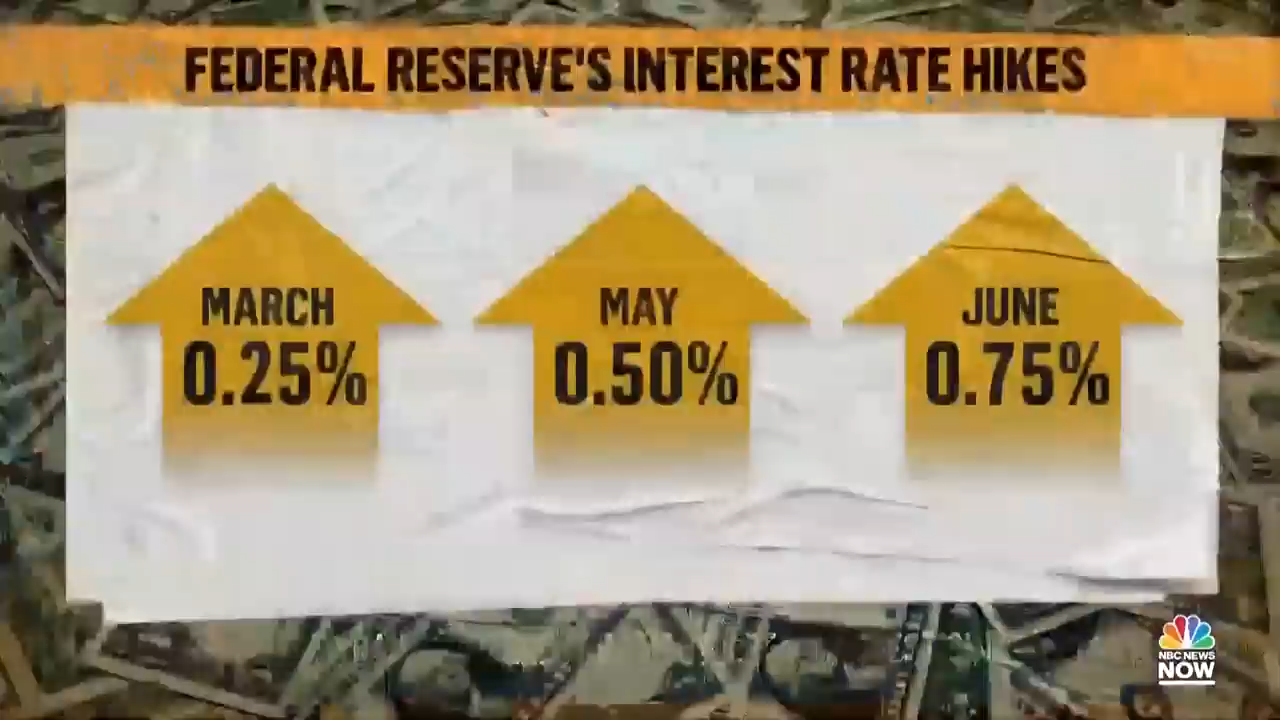 FEDERAL RESERVE'S INTEREST RATE HIKES
MARCH
0.25%
MAY
0.50%
JUNE
0.75%
NBC NEWS
NOW